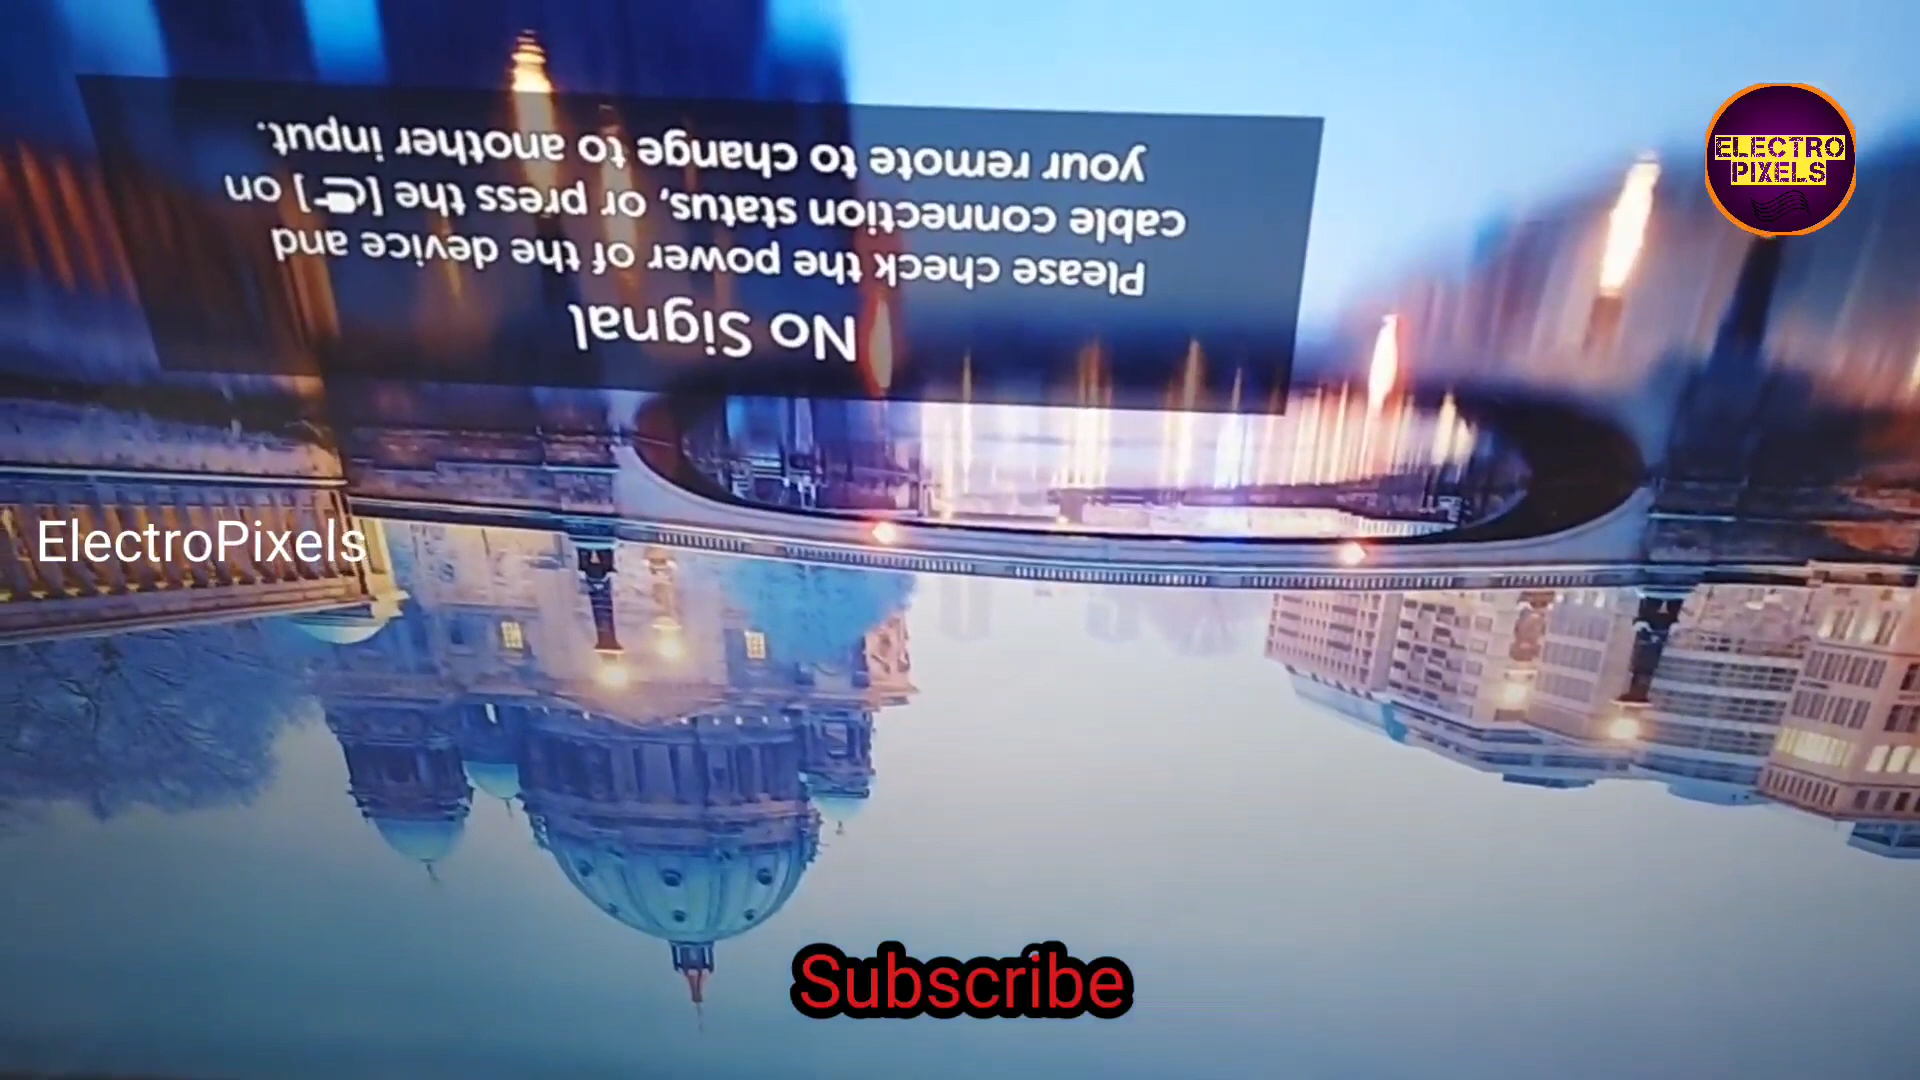 No Signal
Please check the power of the device and
cable connection status, or press the [ ] on
your remote to change to another input.
ELECTRO
PIXELS
ElectroPixels
Subscribe